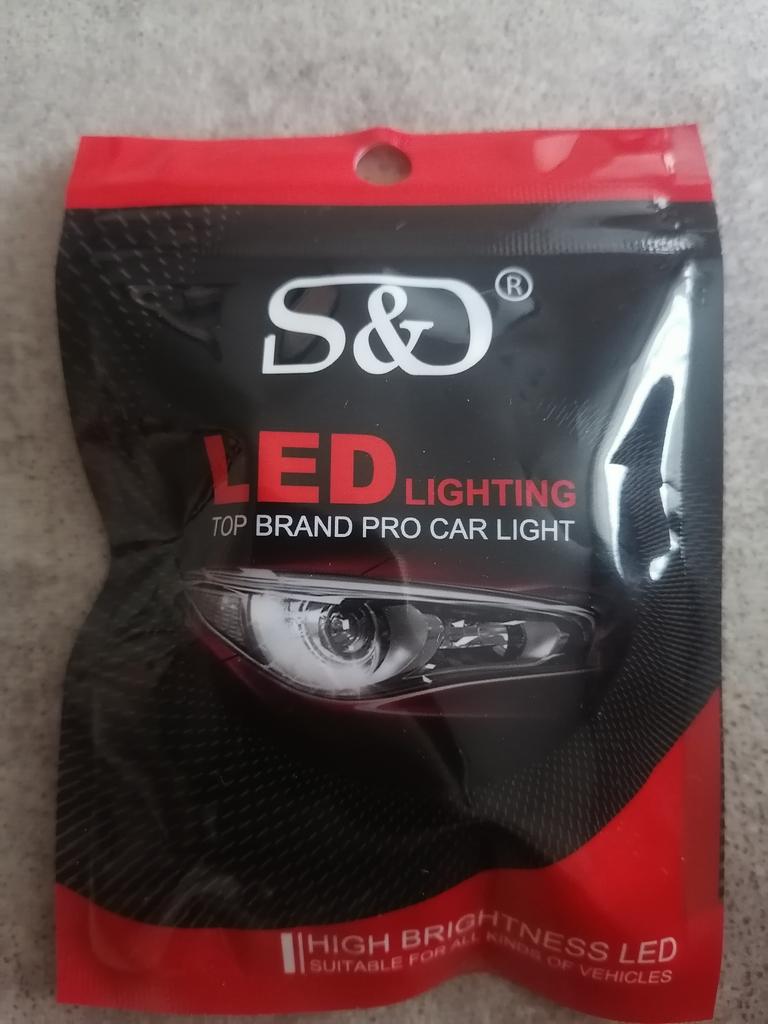 S&D®
LED LIGHTING
TOP BRAND PRO CAR LIGHT
HIGH BRIGHTNESS LED
SUITABLE FOR ALL KINDS OF VEHICLES